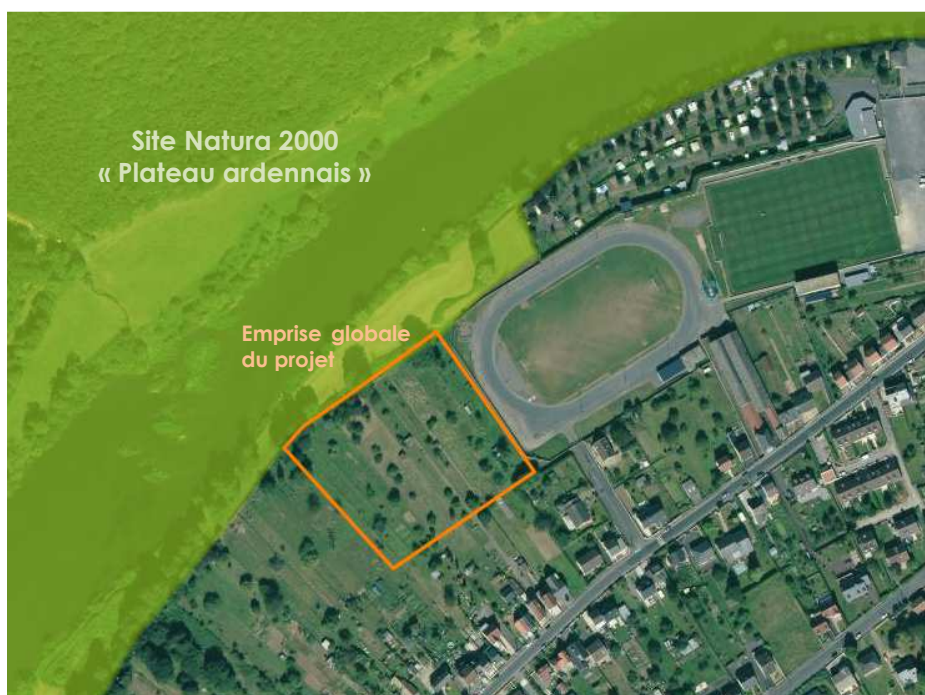 Site Natura 2000
« Plateau ardennais »
Emprise globale
du projet